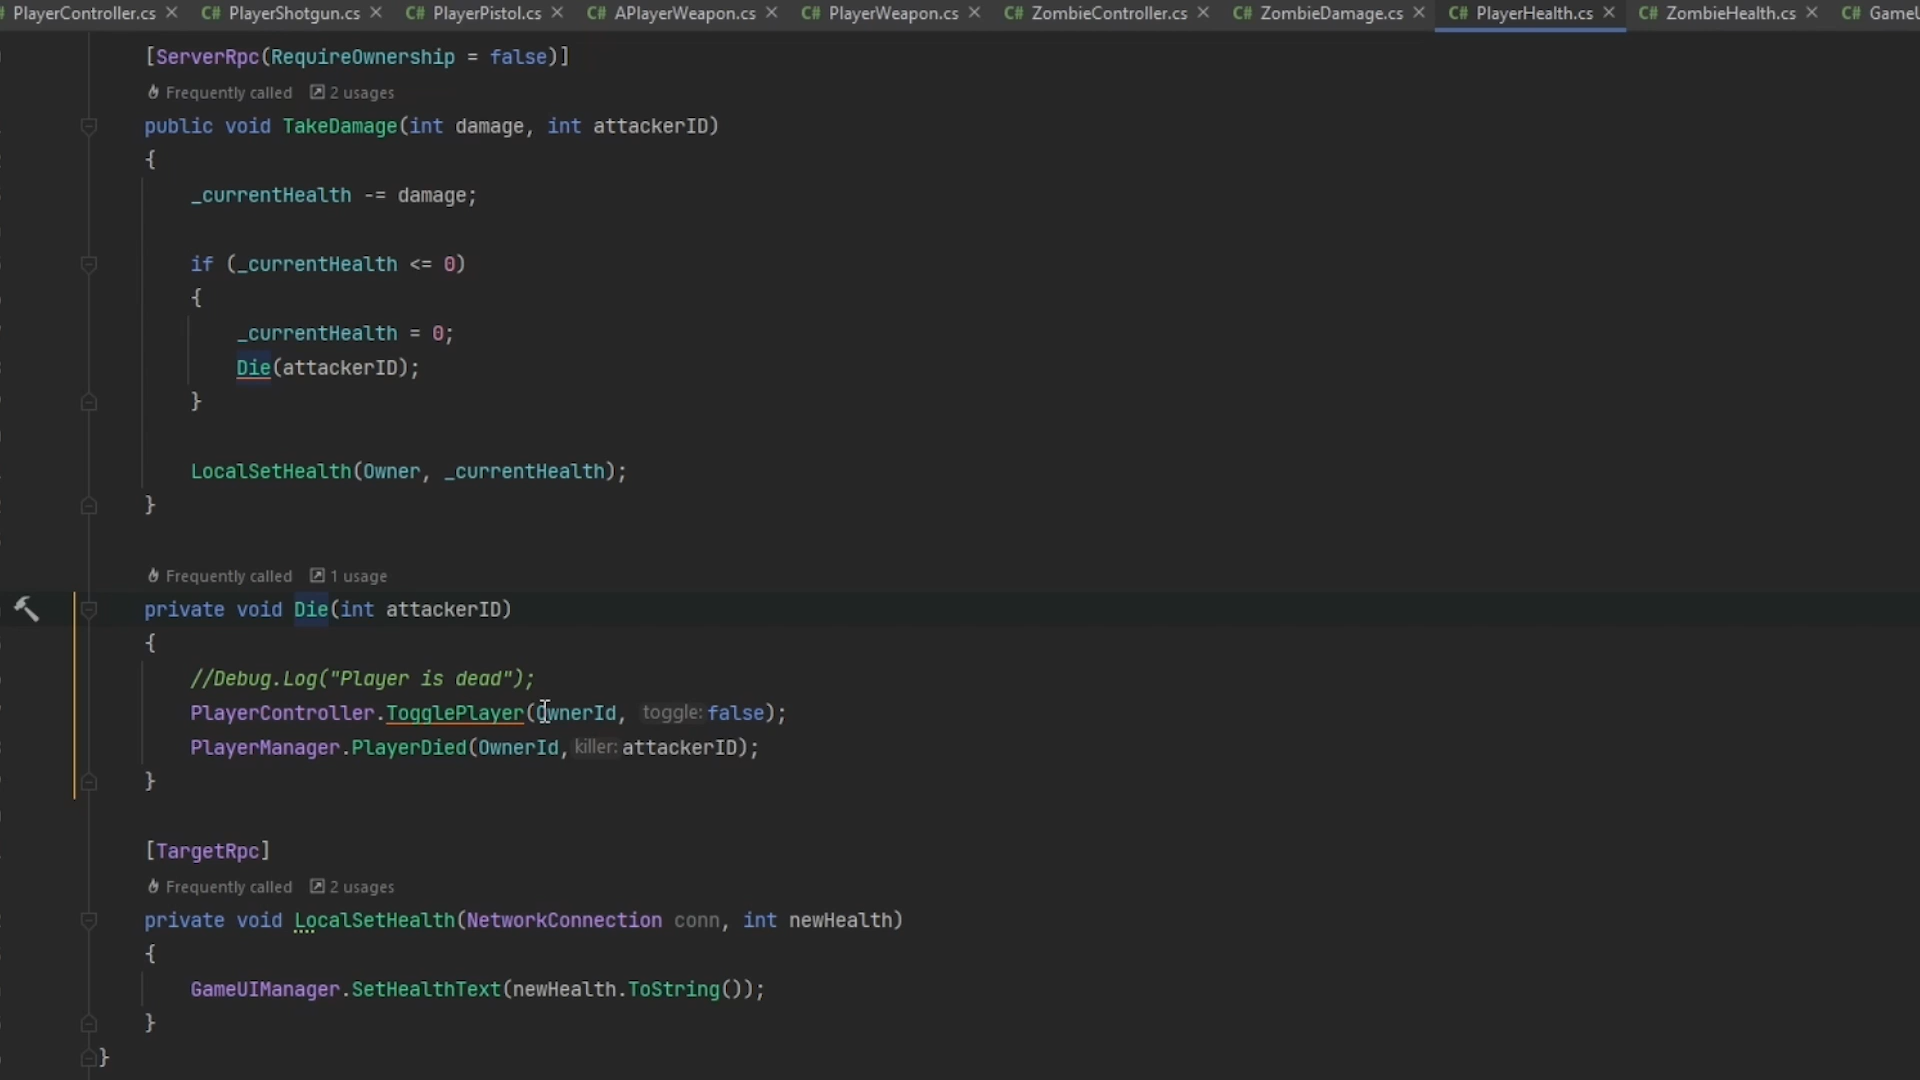 PlayerController.cs C# PlayerShotgun.cs C# PlayerPistol.cs C# APlayerWeapon.cs C# PlayerWeapon.cs C# ZombieController.cs C# ZombieDamage.cs C# PlayerHealth.cs C# ZombieHealth.cs C#
[ServerRpc(RequireOwnership = false)]
Frequently called 2 usages
public void TakeDamage(int damage, int attackerID)
{
_currentHealth -= damage;
if (_currentHealth <= 0)
{
_currentHealth = 0;
Die(attackerID);
}
LocalSetHealth(Owner, _currentHealth);
}
Frequently called 1 usage
private void Die(int attackerID)
{
//Debug.Log("Player is dead");
PlayerController.TogglePlayer(OwnerId, toggle: false);
PlayerManager.PlayerDied(OwnerId, killer: attackerID);
}
[TargetRpc]
Frequently called 2 usages
private void LocalSetHealth(NetworkConnection conn, int newHealth)
{
GameUIManager.SetHealthText(newHealth.ToString());
}
}